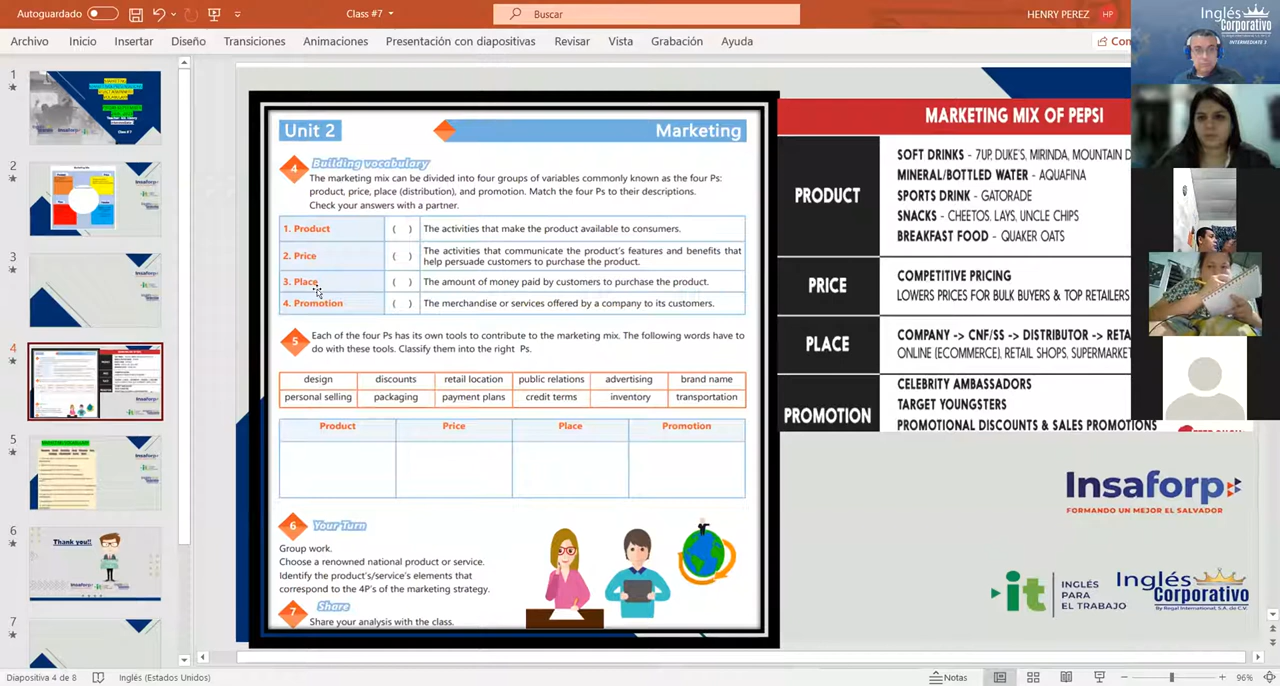 Autoguardado
Class #7
Buscar
HENRY PEREZ
HP
Archivo Inicio Insertar Diseño Transiciones Animaciones Presentación con diapositivas Revisar Vista Grabación Ayuda
Com
Inglés
Corporativo
INTERMEDIATE 3
1
2
3
4
5
6
Thank you!!
7
Unit 2
Marketing
4 Building vocabulary
The marketing mix can be divided into four groups of variables commonly known as the four Ps:
product, price, place (distribution), and promotion. Match the four Ps to their descriptions.
Check your answers with a partner.
1. Product ( ) The activities that make the product available to consumers.
2. Price ( ) The activities that communicate the product's features and benefits that
help persuade customers to purchase the product.
3. Place ( ) The amount of money paid by customers to purchase the product.
4. Promotion ( ) The merchandise or services offered by a company to its customers.
5 Each of the four Ps has its own tools to contribute to the marketing mix. The following words have to
do with these tools. Classify them into the right Ps.
design discounts retail location public relations advertising brand name
personal selling packaging payment plans credit terms inventory transportation
Product Price Place Promotion
6 Your Turn
Group work.
Choose a renowned national product or service.
Identify the product's/service's elements that
correspond to the 4P's of the marketing strategy.
7 Share
Share your analysis with the class.
MARKETING MIX OF PEPSI
PRODUCT
SOFT DRINKS - 7UP, DUKE'S, MIRINDA, MOUNTAIN D
MINERAL/BOTTLED WATER - AQUAFINA
SPORTS DRINK - GATORADE
SNACKS - CHEETOS, LAYS, UNCLE CHIPS
BREAKFAST FOOD - QUAKER OATS
PRICE
COMPETITIVE PRICING
LOWERS PRICES FOR BULK BUYERS & TOP RETAILERS
PLACE
COMPANY -> CNF/SS -> DISTRIBUTOR -> RETA
ONLINE (ECOMMERCE), RETAIL SHOPS, SUPERMARKET
PROMOTION
CELEBRITY AMBASSADORS
TARGET YOUNGSTERS
PROMOTIONAL DISCOUNTS & SALES PROMOTIONS
Insaforp
FORMANDO UN MEJOR EL SALVADOR
it
INGLÉS
PARA
EL TRABAJO
Inglés
Corporativo
By Regal International, S.A. de C.V.
Diapositiva 4 de 8
Inglés (Estados Unidos)
Notas
96%